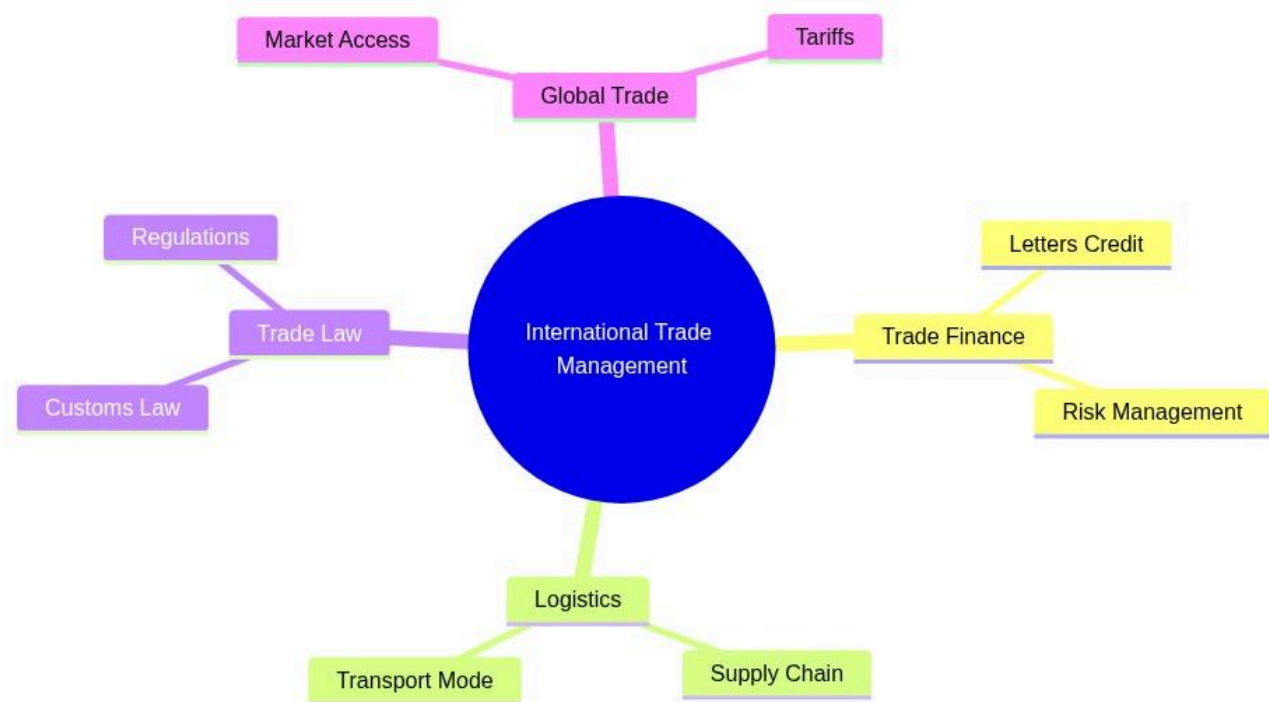 Market Access
Tariffs
Global Trade
Regulations
Letters Credit
Trade Law
International Trade
Management
Trade Finance
Customs Law
Risk Management
Logistics
Transport Mode
Supply Chain